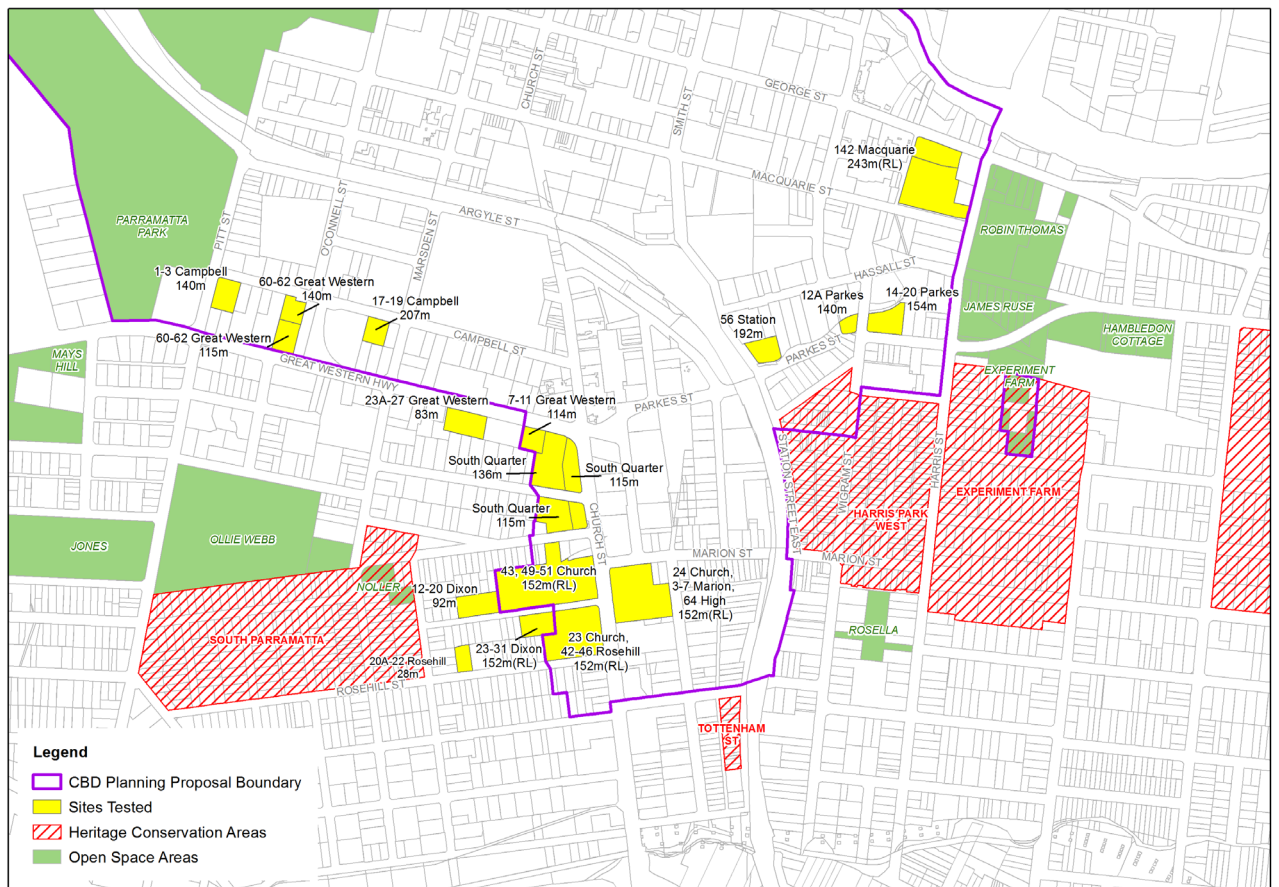 CHURCH ST
SMITH ST
GEORGE ST
142 Macquarie
243m(RL)
MACQUARIE ST
PARRAMATTA
PARK
PITT ST
O'CONNELL ST
MARSDEN ST
ARGYLE ST
ROBIN THOMAS
HASSALL ST
1-3 Campbell
140m
60-62 Great Western
140m
17-19 Campbell
207m
12A Parkes
140m
14-20 Parkes
154m
JAMES RUSE
56 Station
192m
HAMBLEDON
COTTAGE
60-62 Great Western
115m
CAMPBELL ST
PARKES ST
MAYS
HILL
GREAT WESTERN HWY
EXPERIMENT
FARM
23A-27 Great Western
83m
7-11 Great Western
114m
PARKES ST
South Quarter
136m
South Quarter
115m
STATION STREET EAST
WIGRAM ST
HARRIS ST
EXPERIMENT FARM
South Quarter
115m
CHURCH ST
HARRIS PARK
WEST
JONES
OLLIE WEBB
MARION ST
MARION ST
43, 49-51 Church
152m(RL)
24 Church,
3-7 Marion,
64 High
152m(RL)
NOLLER
12-20 Dixon
92m
ROSELLA
SOUTH PARRAMATTA
23-31 Dixon
152m(RL)
23 Church,
42-46 Rosehill
152m(RL)
20A-22 Rosehill
28m
ROSEHILL ST
TOTTENHAM
ST
Legend
CBD Planning Proposal Boundary
Sites Tested
Heritage Conservation Areas
Open Space Areas